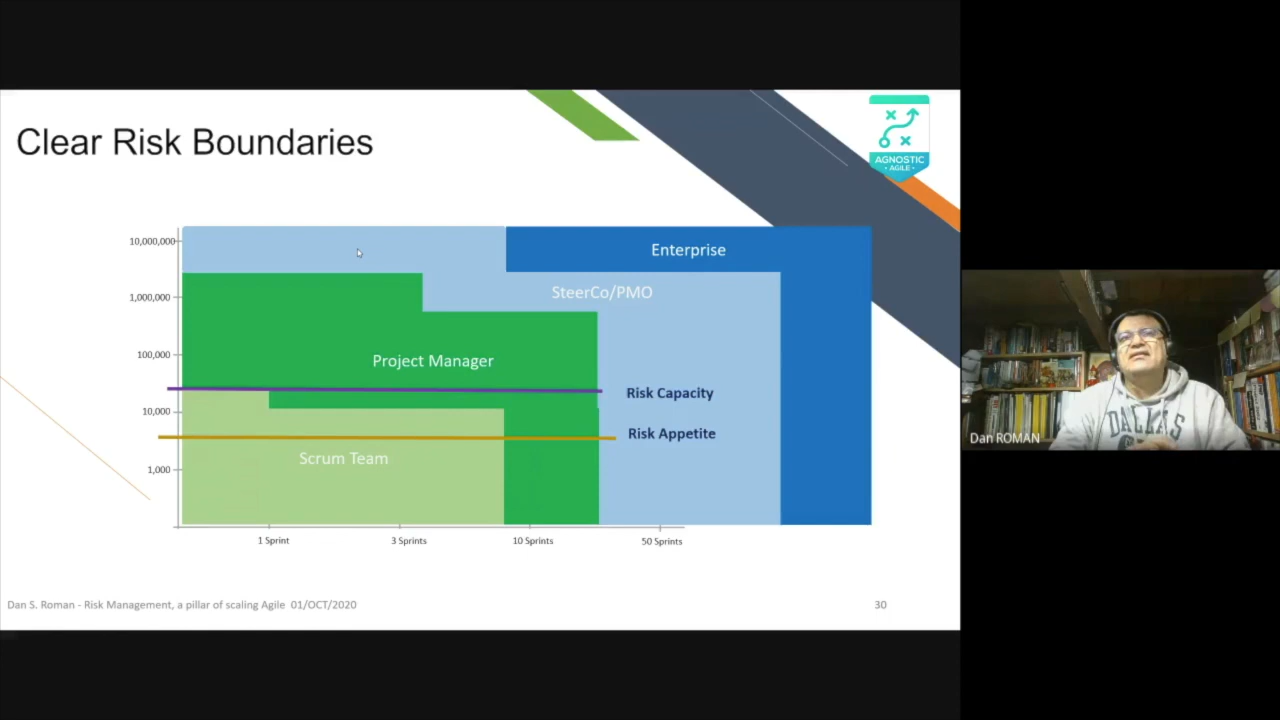 Clear Risk Boundaries
AGNOSTIC
• AGILE •
10,000,000
1,000,000
100,000
10,000
1,000
Enterprise
SteerCo/PMO
Project Manager
Risk Capacity
Risk Appetite
Scrum Team
1 Sprint
3 Sprints
10 Sprints
50 Sprints
Dan S. Roman - Risk Management, a pillar of scaling Agile 01/OCT/2020
30
DALLAS
Dan ROMAN